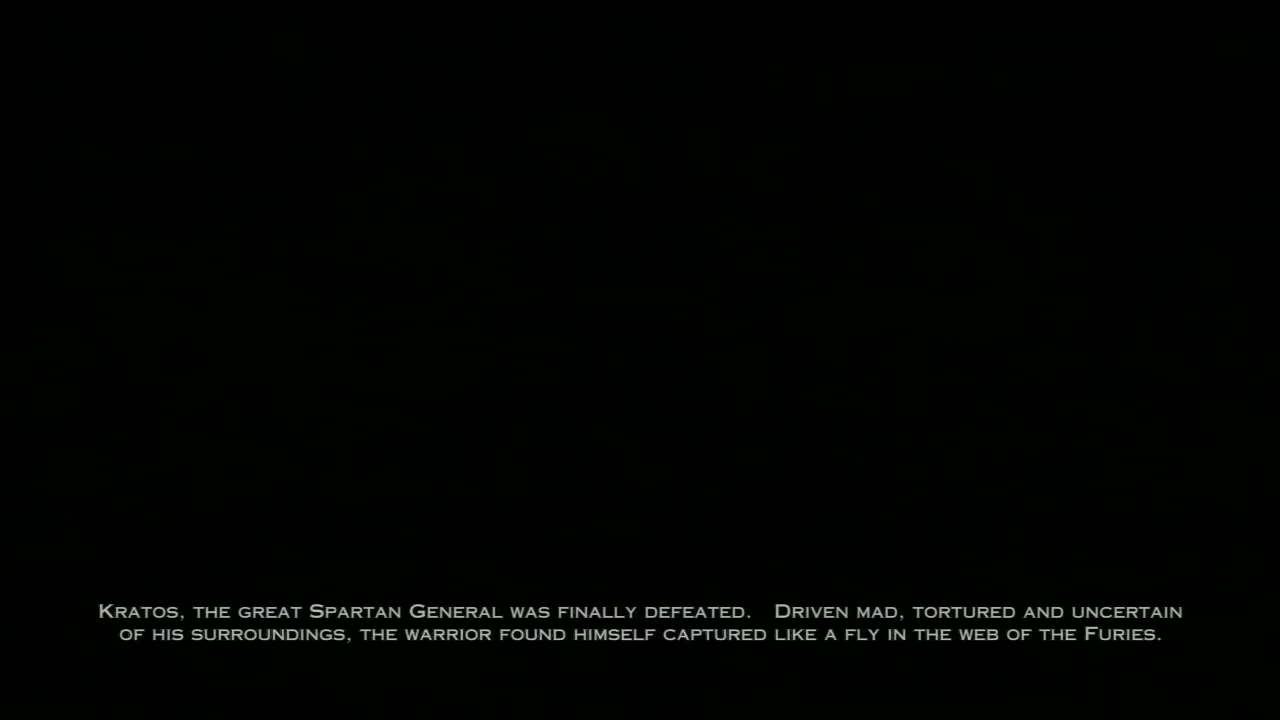 Kratos, the great Spartan General was finally defeated.   Driven mad, tortured and uncertain
of his surroundings, the warrior found himself captured like a fly in the web of the Furies.